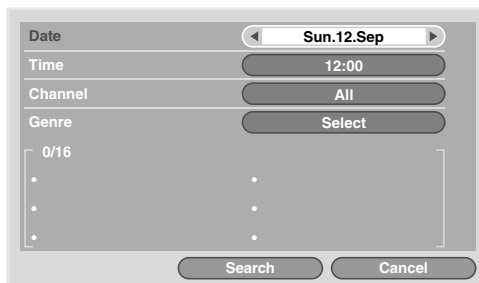 Date Sun.12.Sep
Time 12:00
Channel All
Genre Select
0/16
• •
• •
• •
Search Cancel